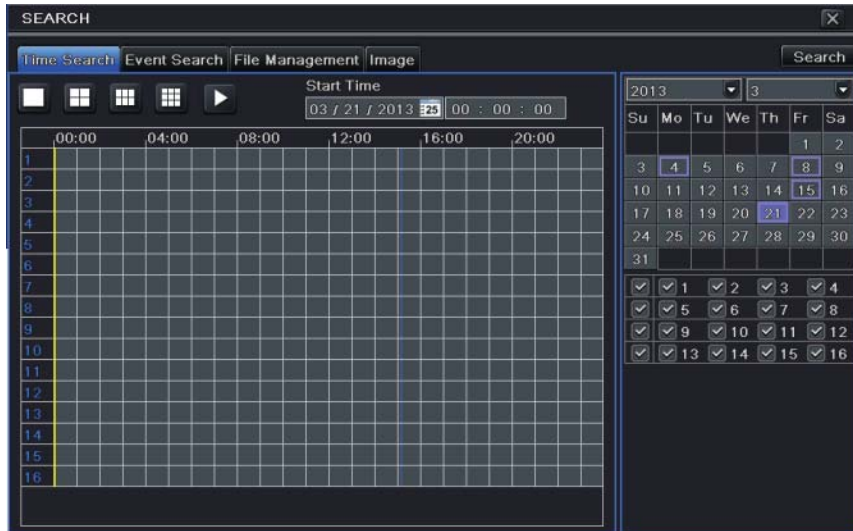 SEARCH
Time Search Event Search File Management Image Search
Start Time
03 / 21 / 2013 25 00 : 00 : 00
00:00 04:00 08:00 12:00 16:00 20:00
1
2
3
4
5
6
7
8
9
10
11
12
13
14
15
16
2013 3
Su Mo Tu We Th Fr Sa
1 2
3 4 5 6 7 8 9
10 11 12 13 14 15 16
17 18 19 20 21 22 23
24 25 26 27 28 29 30
31
1 2 3 4
5 6 7 8
9 10 11 12
13 14 15 16